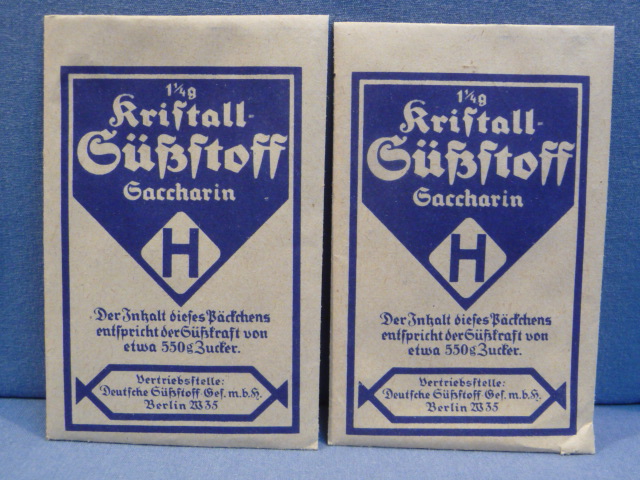 1¼g
Kriſtall-
Süßſtoff
Saccharin
H
Der Inhalt dieſes Päckchens
entſpricht der Süßkraft von
etwa 550g Zucker.
Vertriebsſtelle:
Deutſche Süßſtoff Geſ. m. b. H.
Berlin W35
1¼g
Kriſtall-
Süßſtoff
Saccharin
H
Der Inhalt dieſes Päckchens
entſpricht der Süßkraft von
etwa 550g Zucker.
Vertriebsſtelle:
Deutſche Süßſtoff Geſ. m. b. H.
Berlin W35